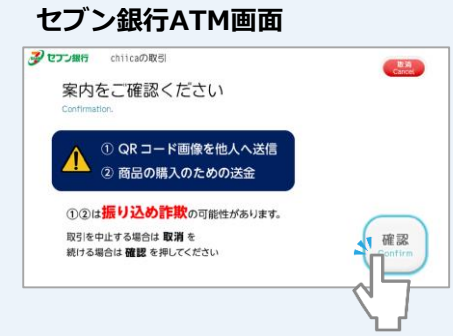 セブン銀行ATM画面
セブン銀行 chiicaの取引
取消
Cancel
案内をご確認ください
Confirmation.
① QRコード画像を他人へ送信
② 商品の購入のための送金
①②は振り込め詐欺の可能性があります。
取引を中止する場合は 取消 を
続ける場合は 確認 を押してください
確認
Confirm